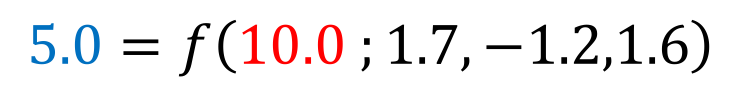 5.0 = f(10.0 ; 1.7, −1.2,1.6)